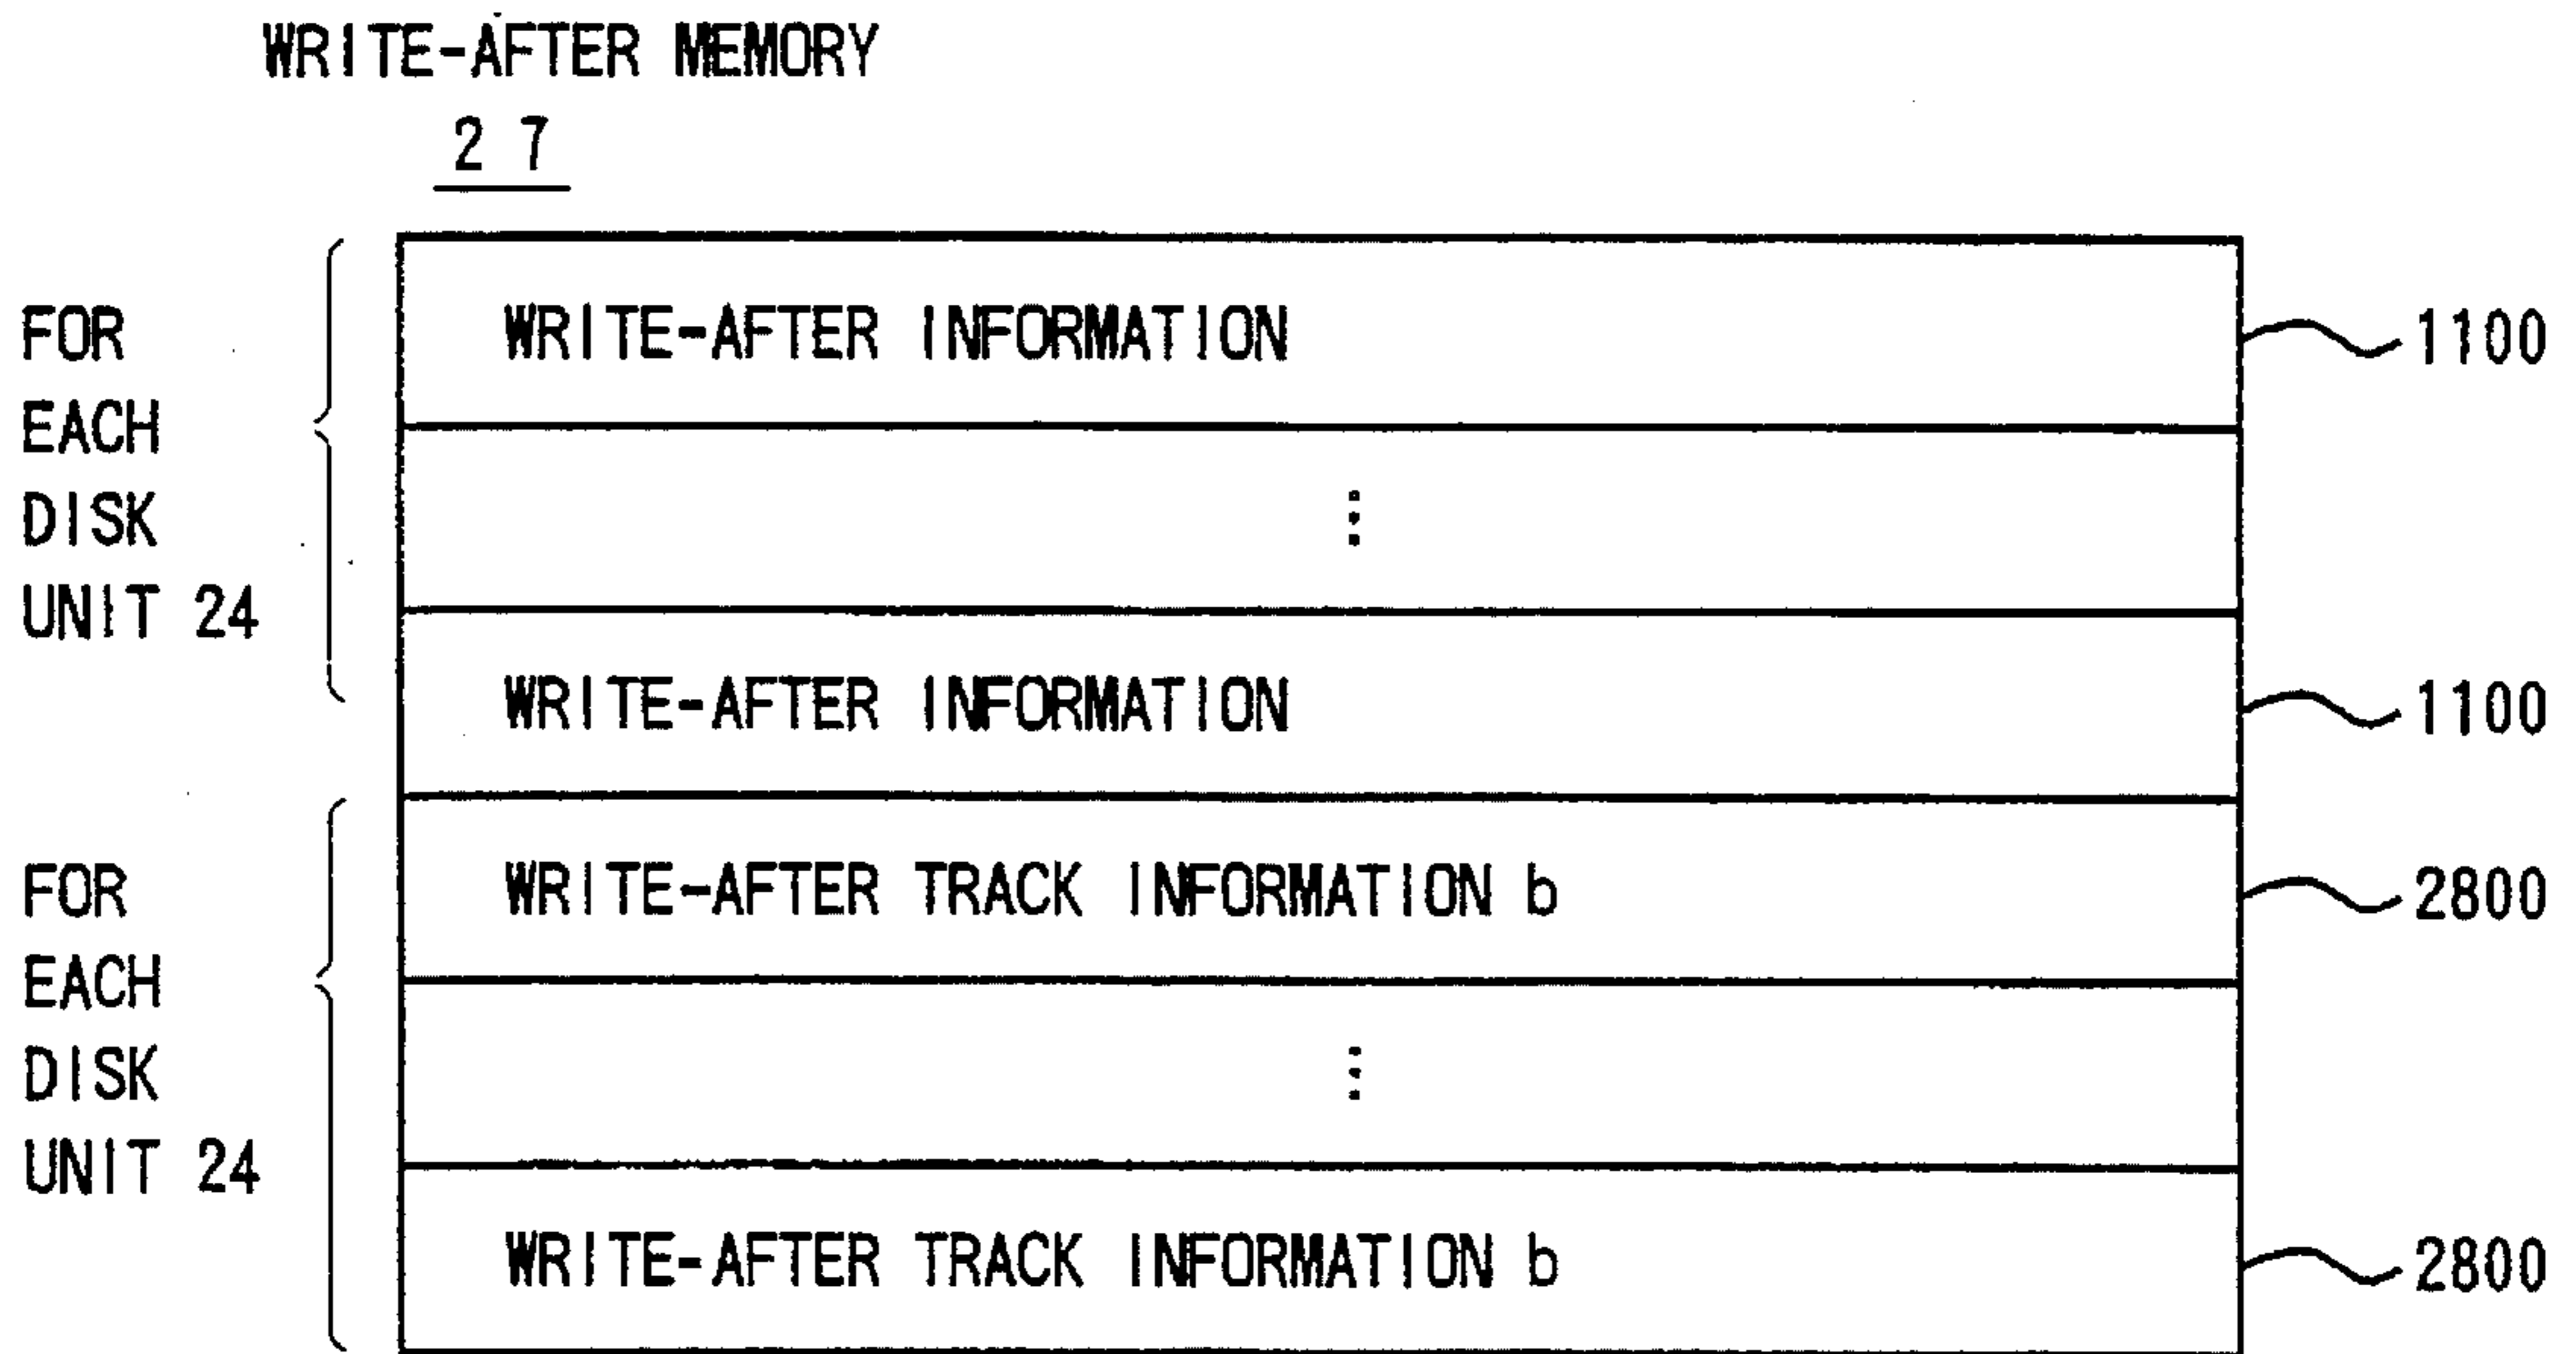 WRITE-AFTER MEMORY
27
FOR
EACH
DISK
UNIT 24
WRITE-AFTER INFORMATION
1100
⋮
WRITE-AFTER INFORMATION
1100
FOR
EACH
DISK
UNIT 24
WRITE-AFTER TRACK INFORMATION b
2800
⋮
WRITE-AFTER TRACK INFORMATION b
2800